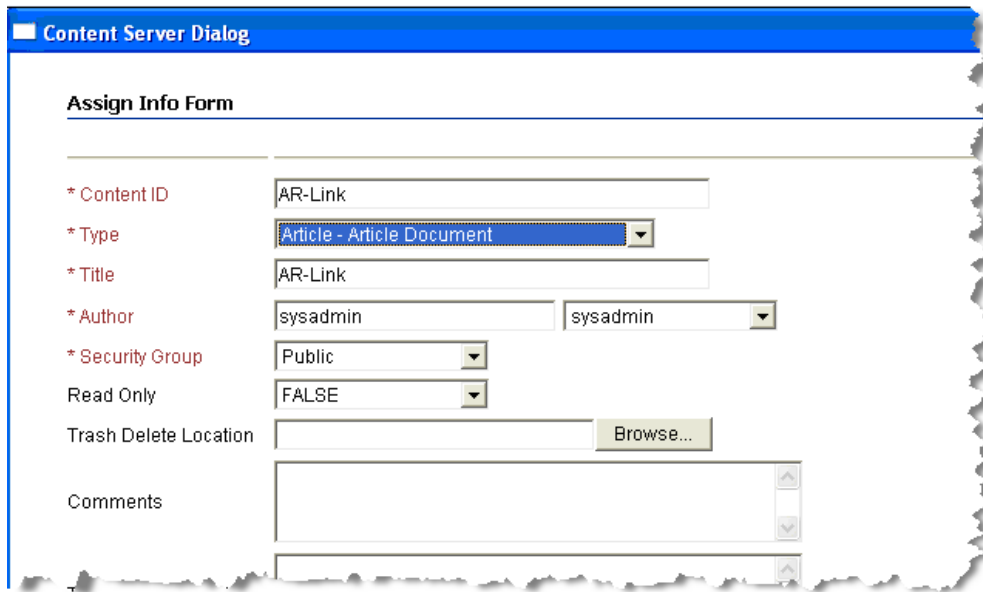 Content Server Dialog
Assign Info Form
* Content ID AR-Link
* Type Article - Article Document
* Title AR-Link
* Author sysadmin sysadmin
* Security Group Public
Read Only FALSE
Trash Delete Location Browse...
Comments